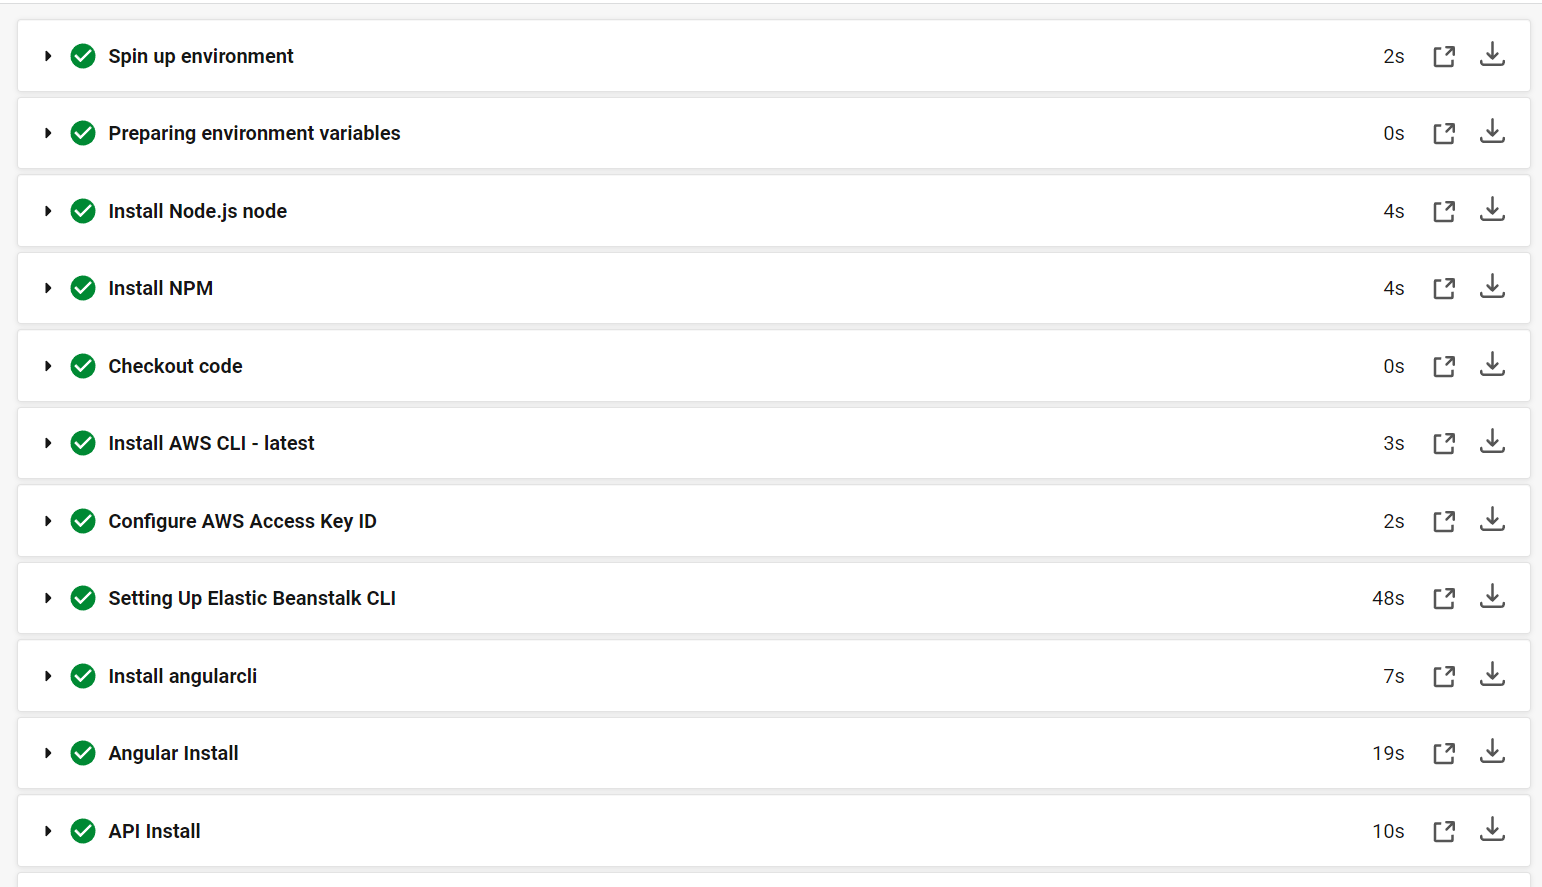 Spin up environment 2s
Preparing environment variables 0s
Install Node.js node 4s
Install NPM 4s
Checkout code 0s
Install AWS CLI - latest 3s
Configure AWS Access Key ID 2s
Setting Up Elastic Beanstalk CLI 48s
Install angularcli 7s
Angular Install 19s
API Install 10s